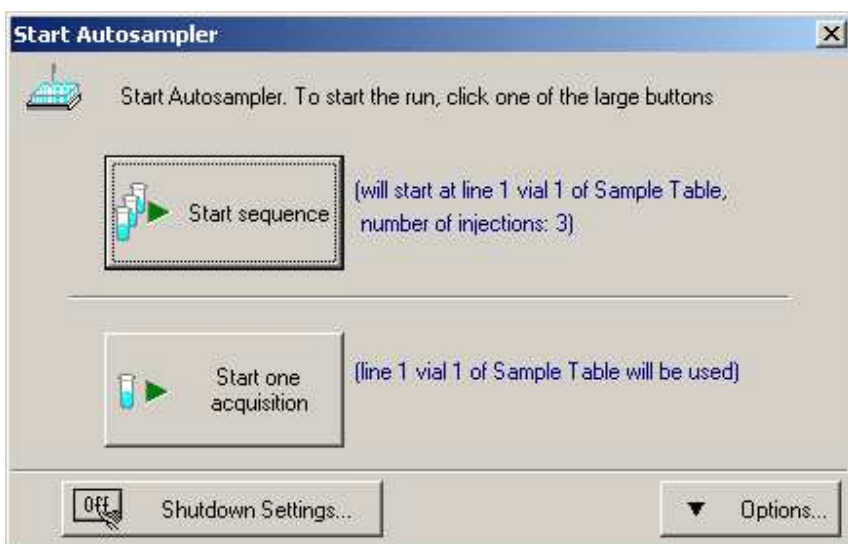 Start Autosampler
Start Autosampler. To start the run, click one of the large buttons
Start sequence
(will start at line 1 vial 1 of Sample Table,
number of injections: 3)
Start one
acquisition
(line 1 vial 1 of Sample Table will be used)
Off
Shutdown Settings...
Options...